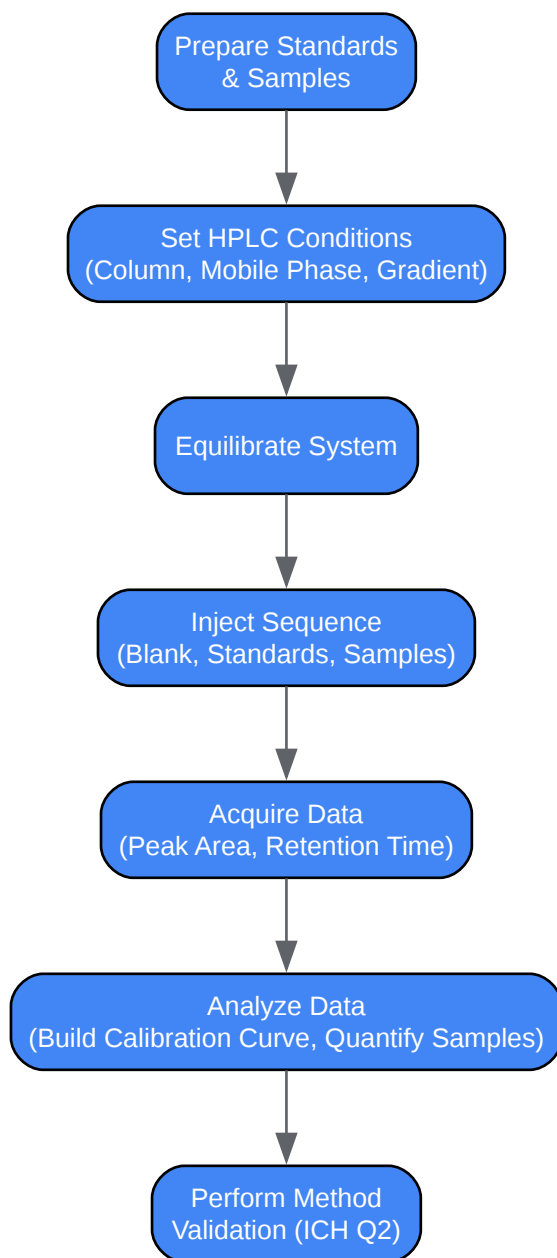 Prepare Standards
& Samples
Set HPLC Conditions
(Column, Mobile Phase, Gradient)
Equilibrate System
Inject Sequence
(Blank, Standards, Samples)
Acquire Data
(Peak Area, Retention Time)
Analyze Data
(Build Calibration Curve, Quantify Samples)
Perform Method
Validation (ICH Q2)